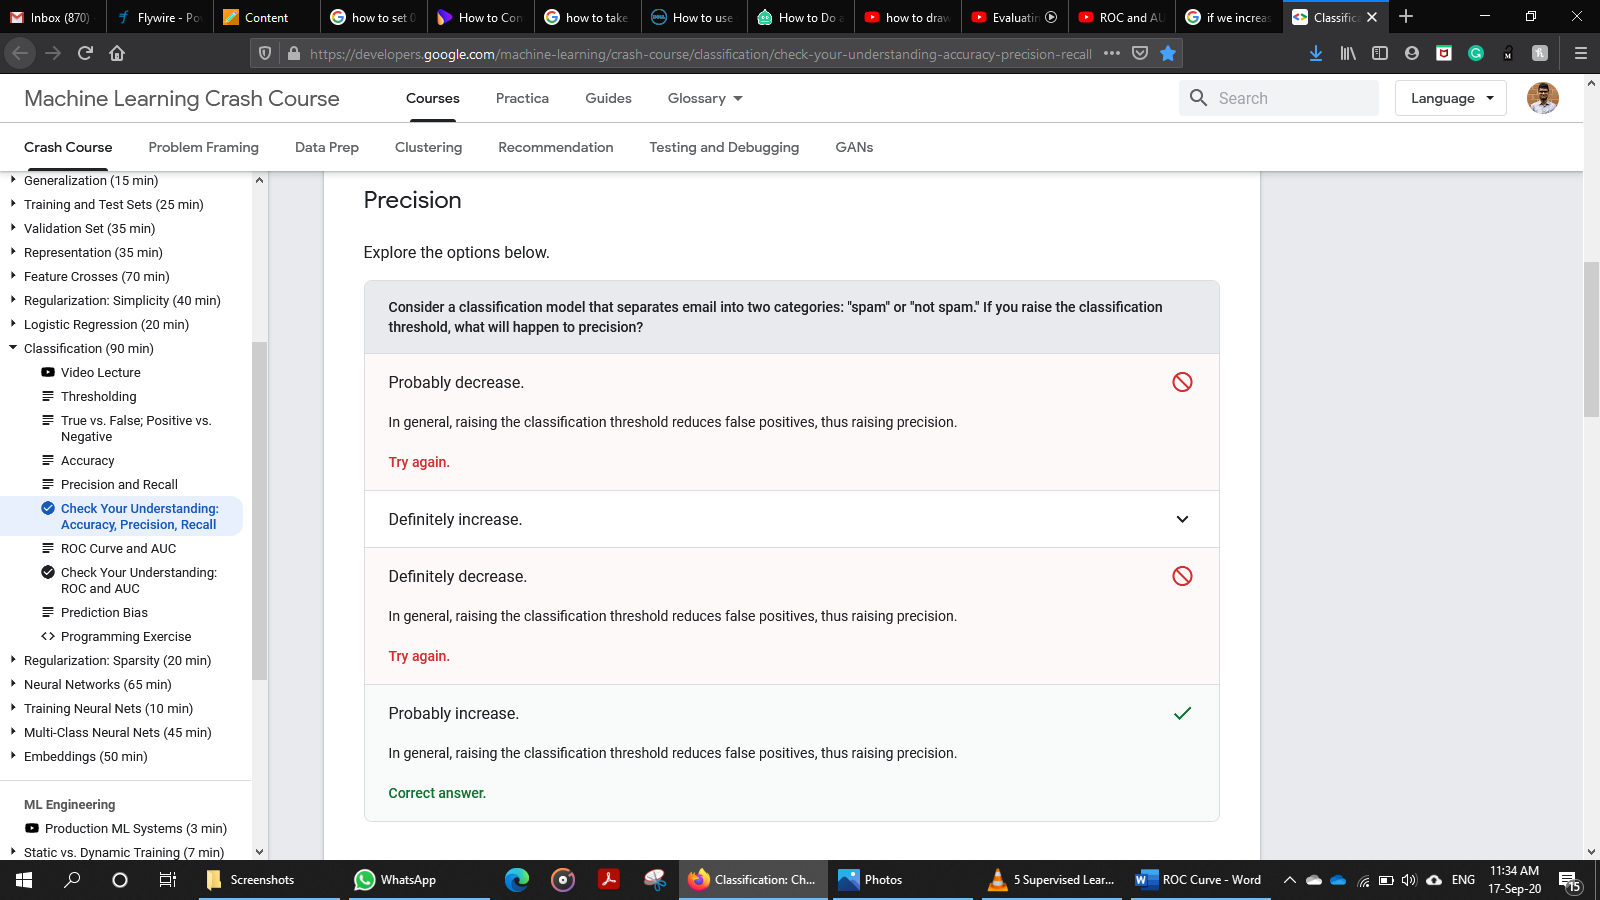 Inbox (870)
Flywire - Po
Content
how to set 0
How to Con
how to take
How to use
How to Do a
how to draw
Evaluatin
ROC and AU
if we increas
Classifica
https://developers.google.com/machine-learning/crash-course/classification/check-your-understanding-accuracy-precision-recall
Machine Learning Crash Course
Courses
Practica
Guides
Glossary
Search
Language
Crash Course
Problem Framing
Data Prep
Clustering
Recommendation
Testing and Debugging
GANs
Generalization (15 min)
Training and Test Sets (25 min)
Validation Set (35 min)
Representation (35 min)
Feature Crosses (70 min)
Regularization: Simplicity (40 min)
Logistic Regression (20 min)
Classification (90 min)
Video Lecture
Thresholding
True vs. False; Positive vs.
Negative
Accuracy
Precision and Recall
Check Your Understanding:
Accuracy, Precision, Recall
ROC Curve and AUC
Check Your Understanding:
ROC and AUC
Prediction Bias
Programming Exercise
Regularization: Sparsity (20 min)
Neural Networks (65 min)
Training Neural Nets (10 min)
Multi-Class Neural Nets (45 min)
Embeddings (50 min)
ML Engineering
Production ML Systems (3 min)
Static vs. Dynamic Training (7 min)
Precision
Explore the options below.
Consider a classification model that separates email into two categories: "spam" or "not spam." If you raise the classification
threshold, what will happen to precision?
Probably decrease.
In general, raising the classification threshold reduces false positives, thus raising precision.
Try again.
Definitely increase.
Definitely decrease.
In general, raising the classification threshold reduces false positives, thus raising precision.
Try again.
Probably increase.
In general, raising the classification threshold reduces false positives, thus raising precision.
Correct answer.
Screenshots
WhatsApp
Classification: Ch...
Photos
5 Supervised Lear...
ROC Curve - Word
ENG
11:34 AM
17-Sep-20
15